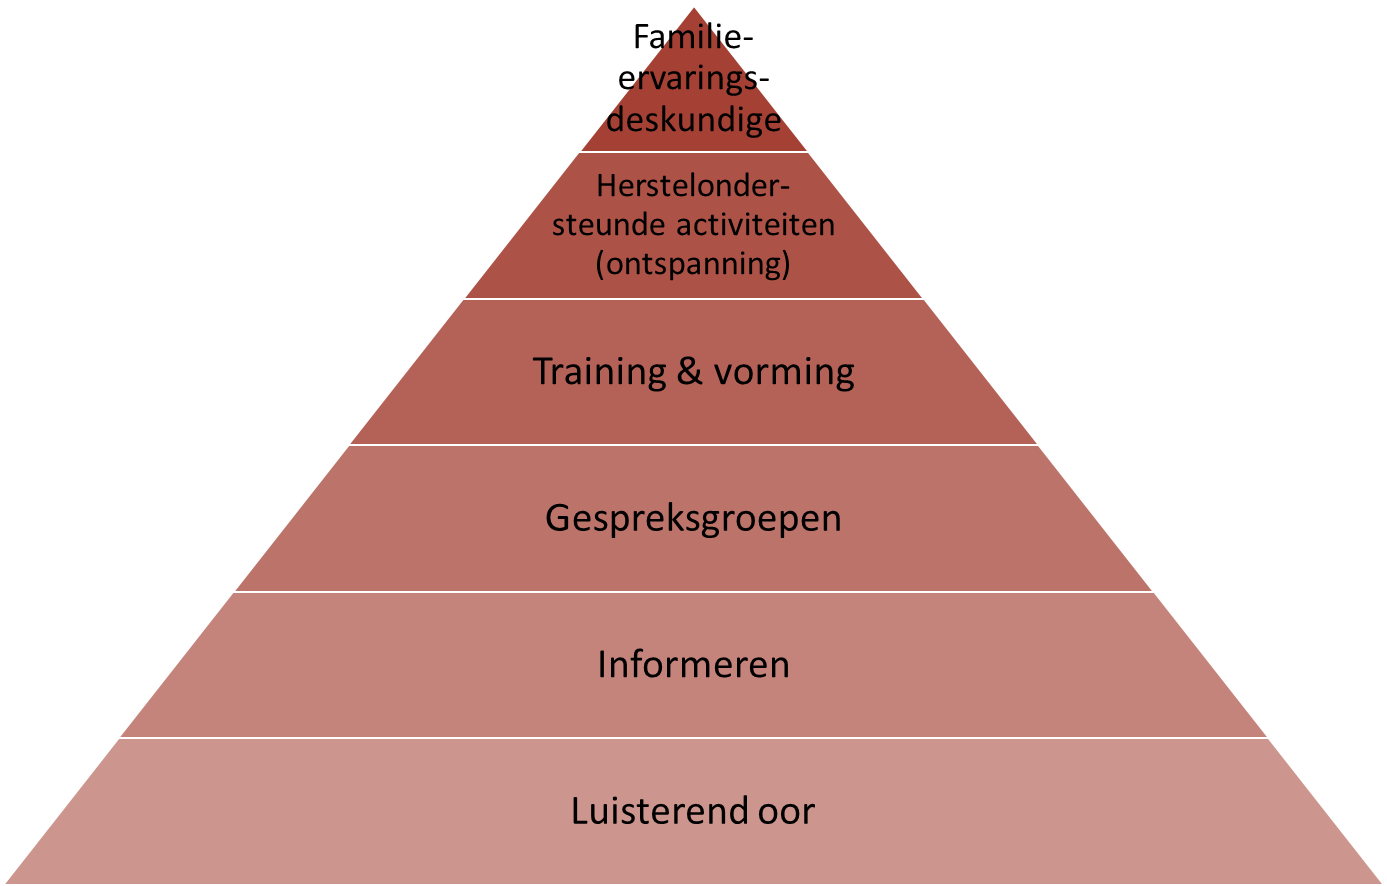 Familie-
ervarings-
deskundige
Herstelonder-
steunde activiteiten
(ontspanning)
Training & vorming
Gespreksgroepen
Informeren
Luisterend oor